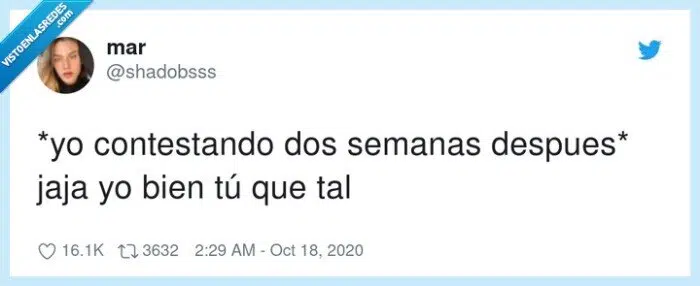 VISTOENLASREDES
.com
mar
@shadobsss
*yo contestando dos semanas despues*
jaja yo bien tú que tal
16.1K 3632 2:29 AM - Oct 18, 2020